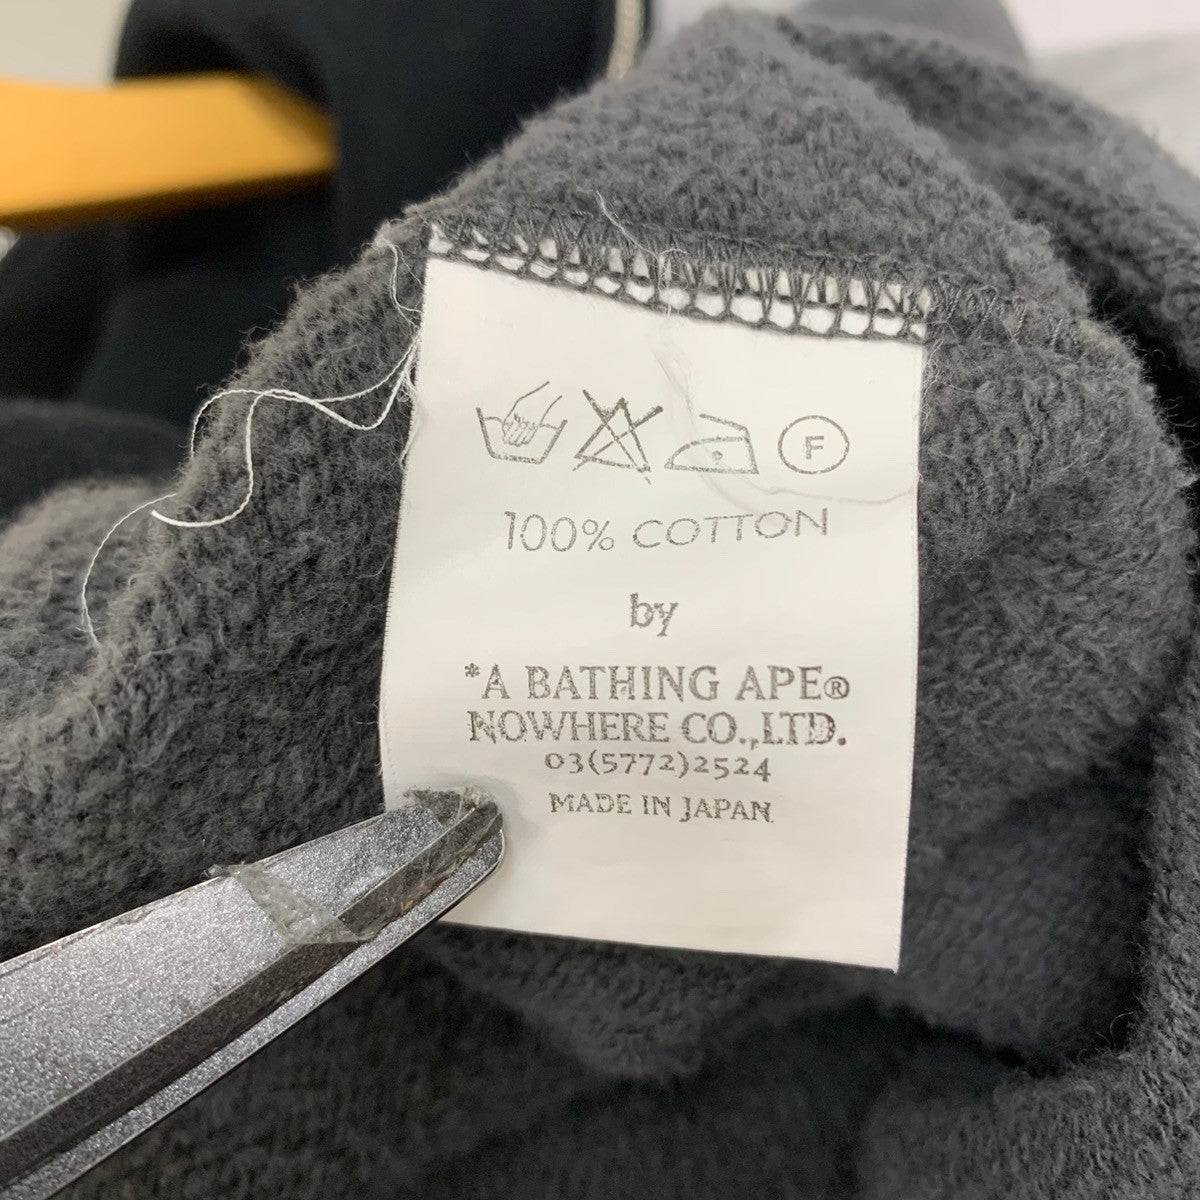 F
100% COTTON
by
*A BATHING APE®
NOWHERE CO.,LTD.
03(5772)2524
MADE IN JAPAN